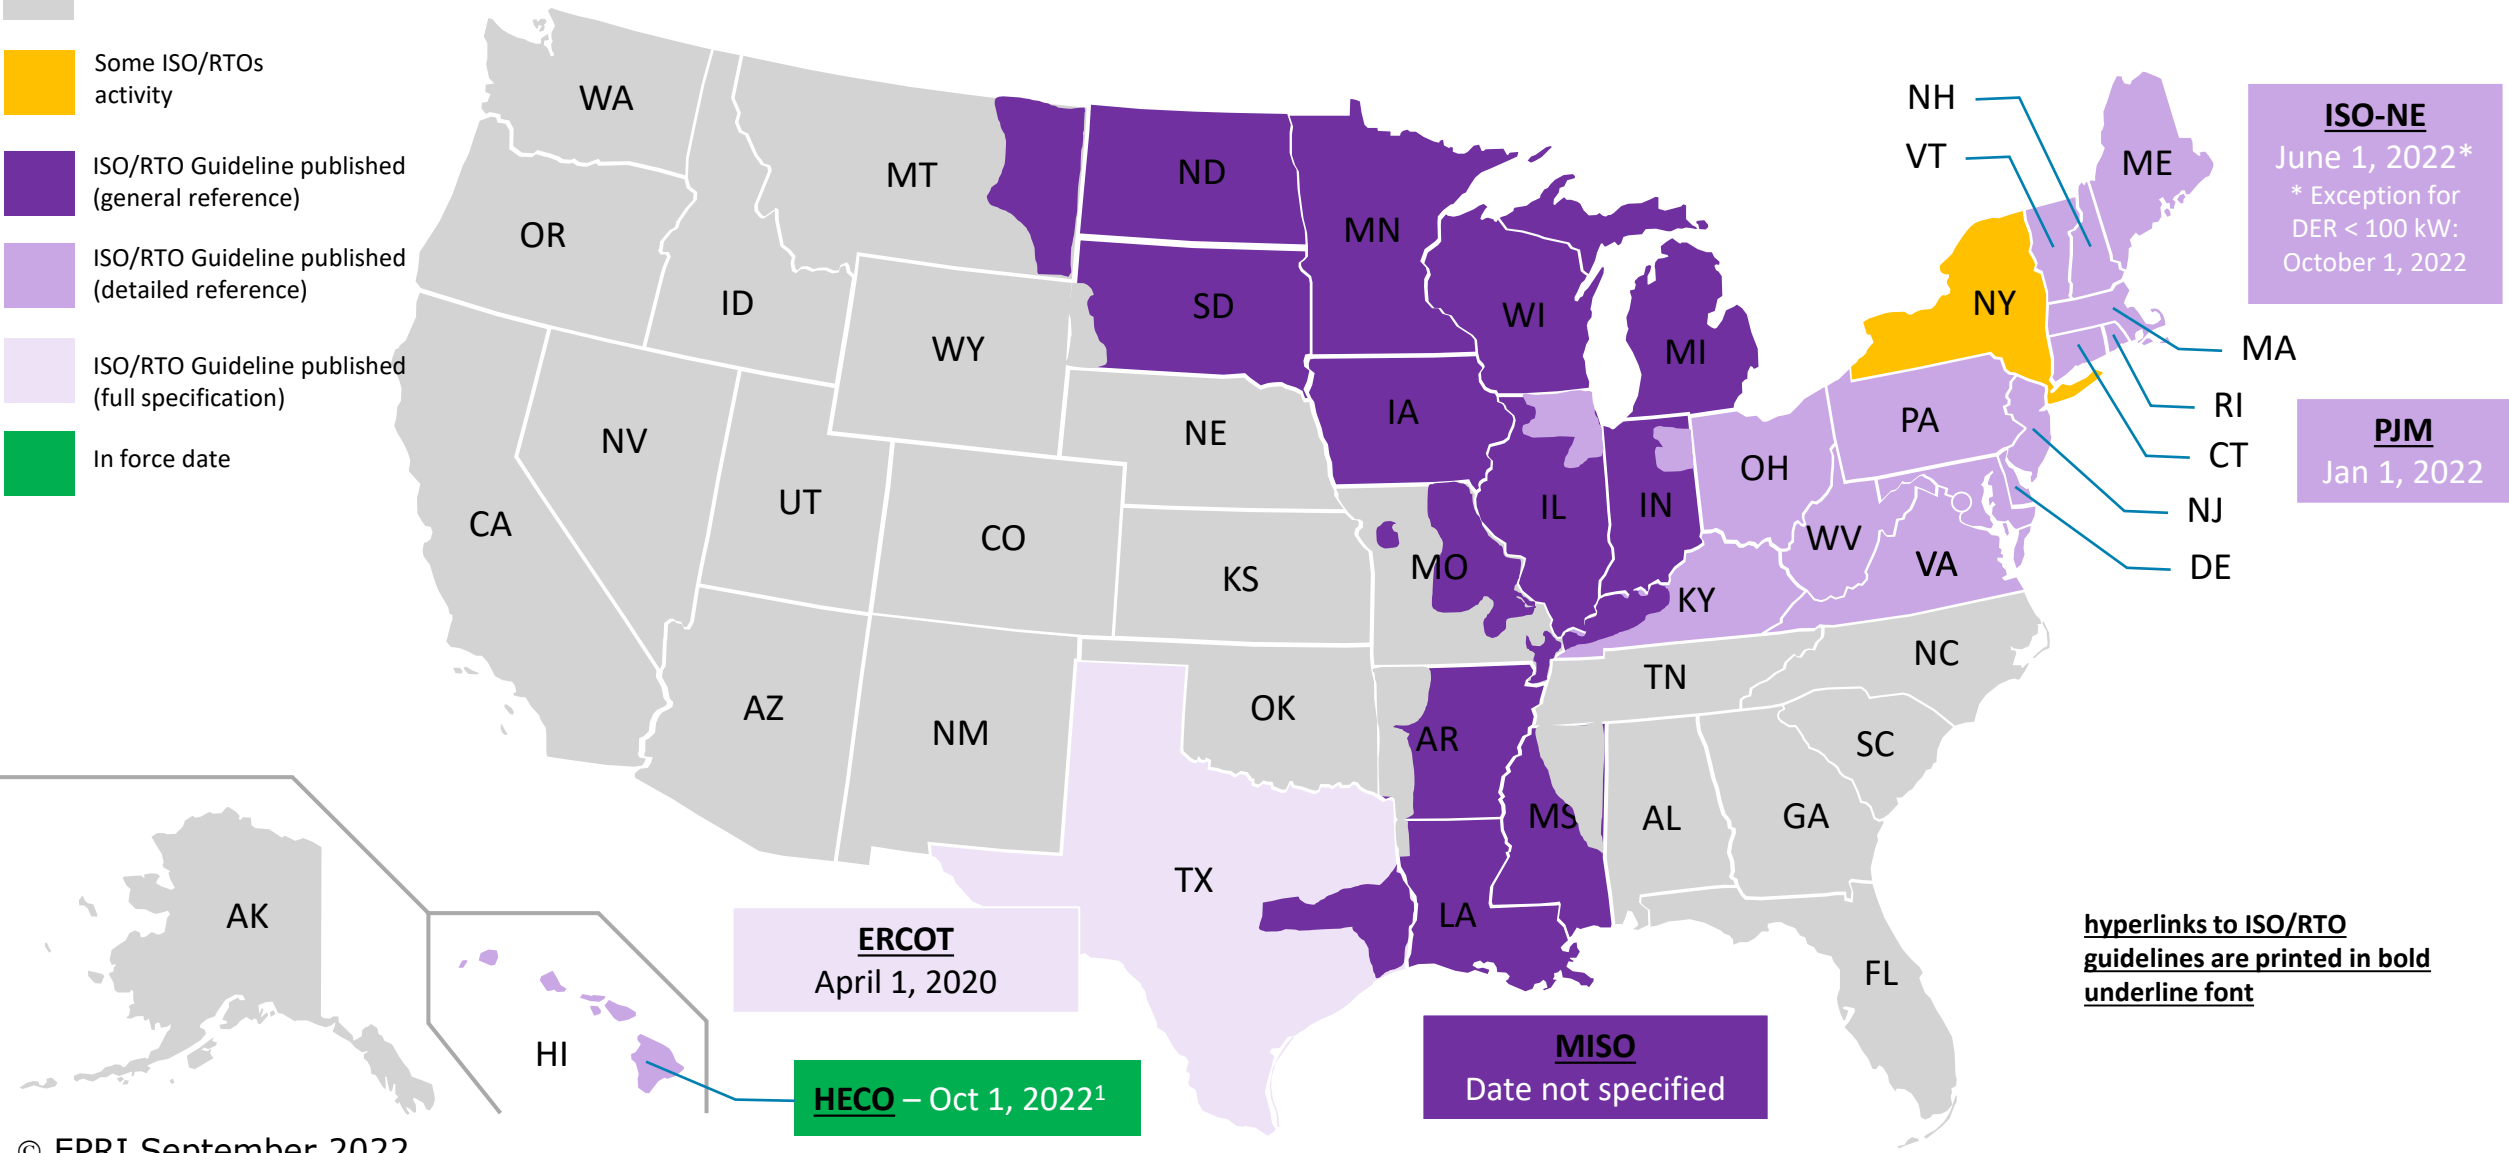 Some ISO/RTOs
activity
ISO/RTO Guideline published
(general reference)
ISO/RTO Guideline published
(detailed reference)
ISO/RTO Guideline published
(full specification)
In force date
WA
OR
CA
NV
ID
MT
WY
UT
CO
AZ
NM
ND
SD
NE
KS
OK
TX
MN
IA
MO
AR
LA
WI
IL
MS
MI
IN
KY
TN
AL
OH
WV
VA
NC
SC
GA
FL
PA
NY
NH
VT
ME
MA
RI
CT
NJ
DE
AK
HI
ISO-NE
June 1, 2022*
* Exception for
DER < 100 kW:
October 1, 2022
PJM
Jan 1, 2022
ERCOT
April 1, 2020
HECO – Oct 1, 2022¹
MISO
Date not specified
hyperlinks to ISO/RTO
guidelines are printed in bold
underline font
© EPRI September 2022